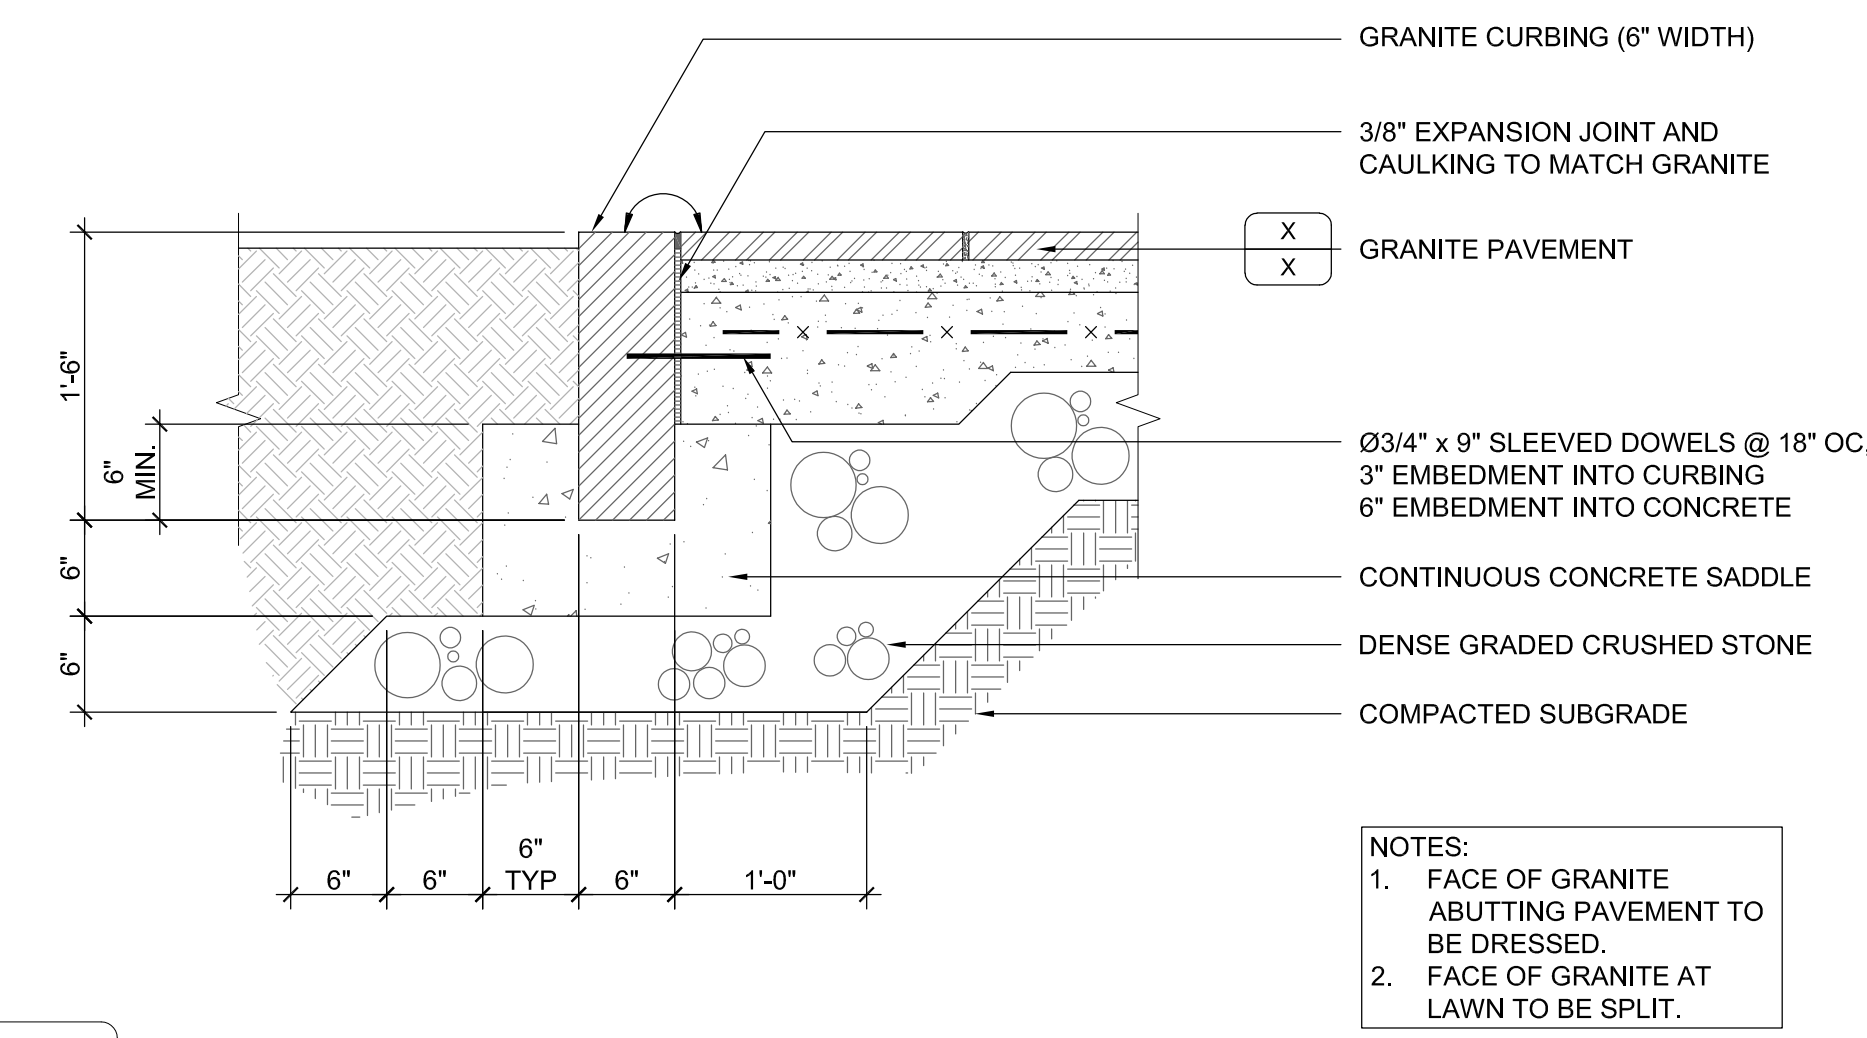 GRANITE CURBING (6" WIDTH)
3/8" EXPANSION JOINT AND
CAULKING TO MATCH GRANITE
X
X
GRANITE PAVEMENT
Ø3/4" x 9" SLEEVED DOWELS @ 18" OC,
3" EMBEDMENT INTO CURBING
6" EMBEDMENT INTO CONCRETE
CONTINUOUS CONCRETE SADDLE
DENSE GRADED CRUSHED STONE
COMPACTED SUBGRADE
1'-6"
6"
MIN.
6"
6"
6"
6"
6"
TYP
6"
1'-0"
NOTES:
1. FACE OF GRANITE
ABUTTING PAVEMENT TO
BE DRESSED.
2. FACE OF GRANITE AT
LAWN TO BE SPLIT.